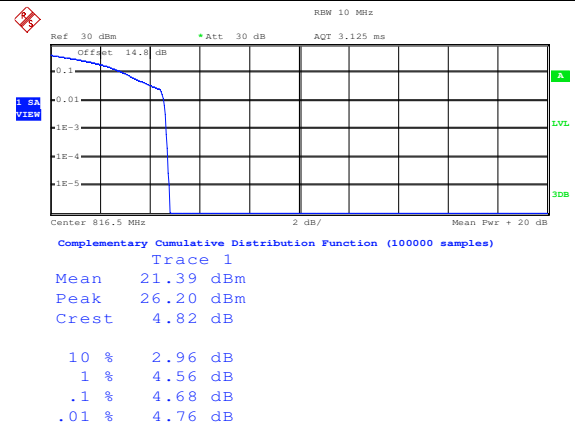 RBW 10 MHz
Ref 30 dBm *Att 30 dB AQT 3.125 ms
Offset 14.8 dB
0.1
A
0.01
1 SA
VIEW
1E-3
LVL
1E-4
1E-5
3DB
Center 816.5 MHz 2 dB/ Mean Pwr + 20 dB
Complementary Cumulative Distribution Function (100000 samples)
Trace 1
Mean 21.39 dBm
Peak 26.20 dBm
Crest 4.82 dB
10 % 2.96 dB
1 % 4.56 dB
.1 % 4.68 dB
.01 % 4.76 dB